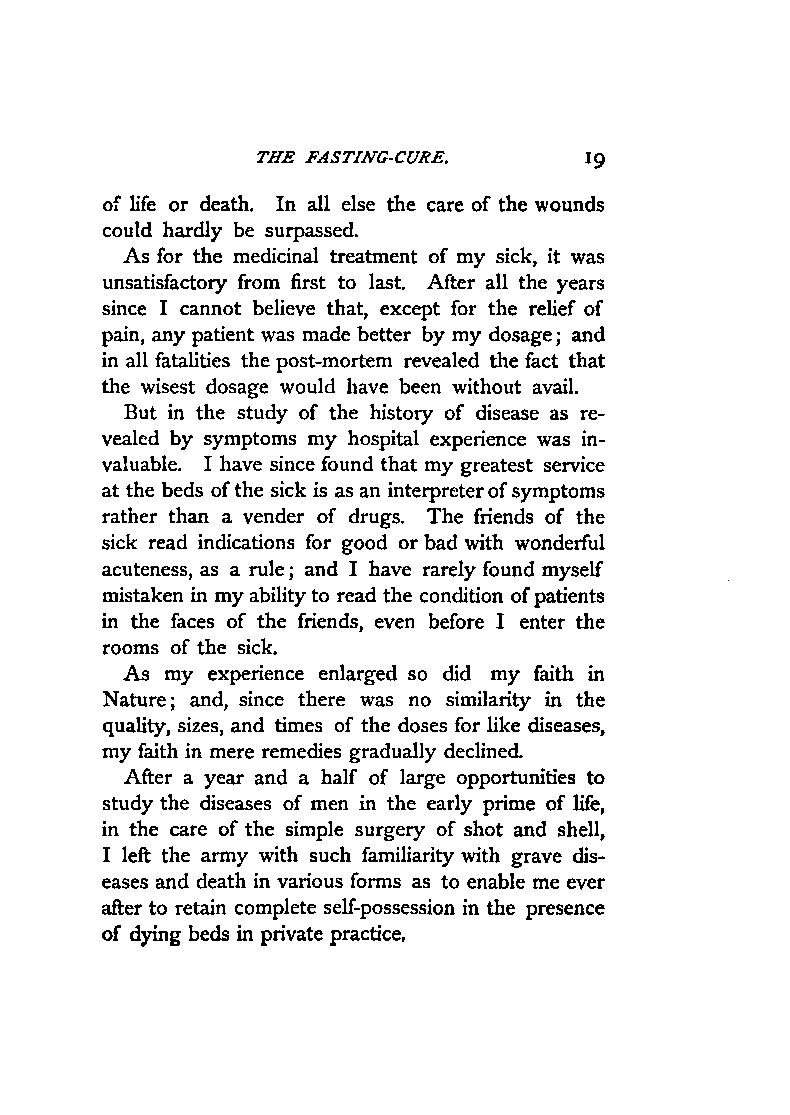 THE FASTING-CURE. 19
of life or death. In all else the care of the wounds
could hardly be surpassed.
As for the medicinal treatment of my sick, it was
unsatisfactory from first to last. After all the years
since I cannot believe that, except for the relief of
pain, any patient was made better by my dosage; and
in all fatalities the post-mortem revealed the fact that
the wisest dosage would have been without avail.
But in the study of the history of disease as re-
vealed by symptoms my hospital experience was in-
valuable. I have since found that my greatest service
at the beds of the sick is as an interpreter of symptoms
rather than a vender of drugs. The friends of the
sick read indications for good or bad with wonderful
acuteness, as a rule; and I have rarely found myself
mistaken in my ability to read the condition of patients
in the faces of the friends, even before I enter the
rooms of the sick.
As my experience enlarged so did my faith in
Nature; and, since there was no similarity in the
quality, sizes, and times of the doses for like diseases,
my faith in mere remedies gradually declined.
After a year and a half of large opportunities to
study the diseases of men in the early prime of life,
in the care of the simple surgery of shot and shell,
I left the army with such familiarity with grave dis-
eases and death in various forms as to enable me ever
after to retain complete self-possession in the presence
of dying beds in private practice.